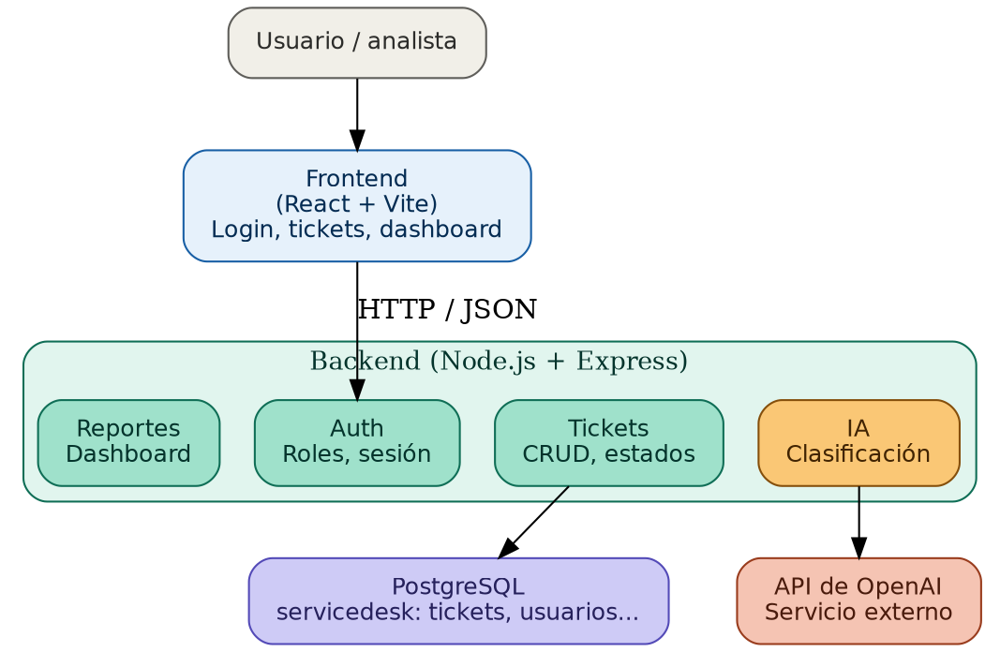 Usuario / analista
Frontend
(React + Vite)
Login, tickets, dashboard
HTTP / JSON
Backend (Node.js + Express)
Reportes
Dashboard
Auth
Roles, sesión
Tickets
CRUD, estados
IA
Clasificación
PostgreSQL
servicedesk: tickets, usuarios...
API de OpenAI
Servicio externo